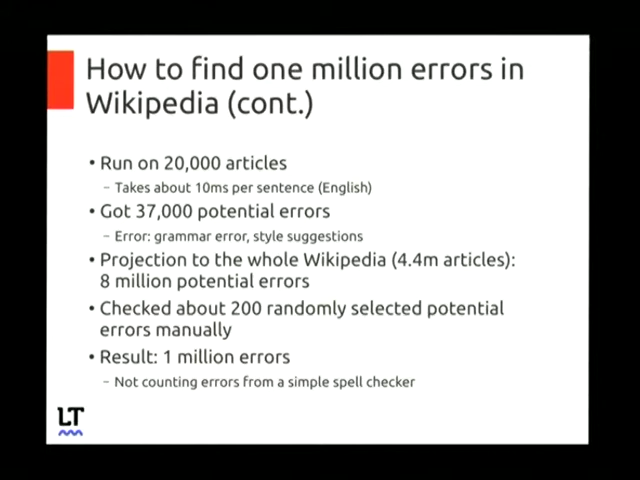 How to find one million errors in
Wikipedia (cont.)
• Run on 20,000 articles
– Takes about 10ms per sentence (English)
• Got 37,000 potential errors
– Error: grammar error, style suggestions
• Projection to the whole Wikipedia (4.4m articles):
8 million potential errors
• Checked about 200 randomly selected potential
errors manually
• Result: 1 million errors
– Not counting errors from a simple spell checker
LT